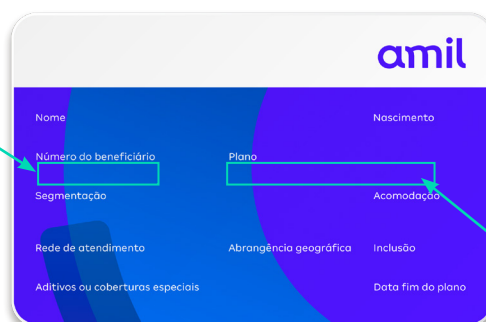 amil
Nome Nascimento
Número do beneficiário Plano
Segmentação Acomodação
Rede de atendimento Abrangência geográfica Inclusão
Aditivos ou coberturas especiais Data fim do plano